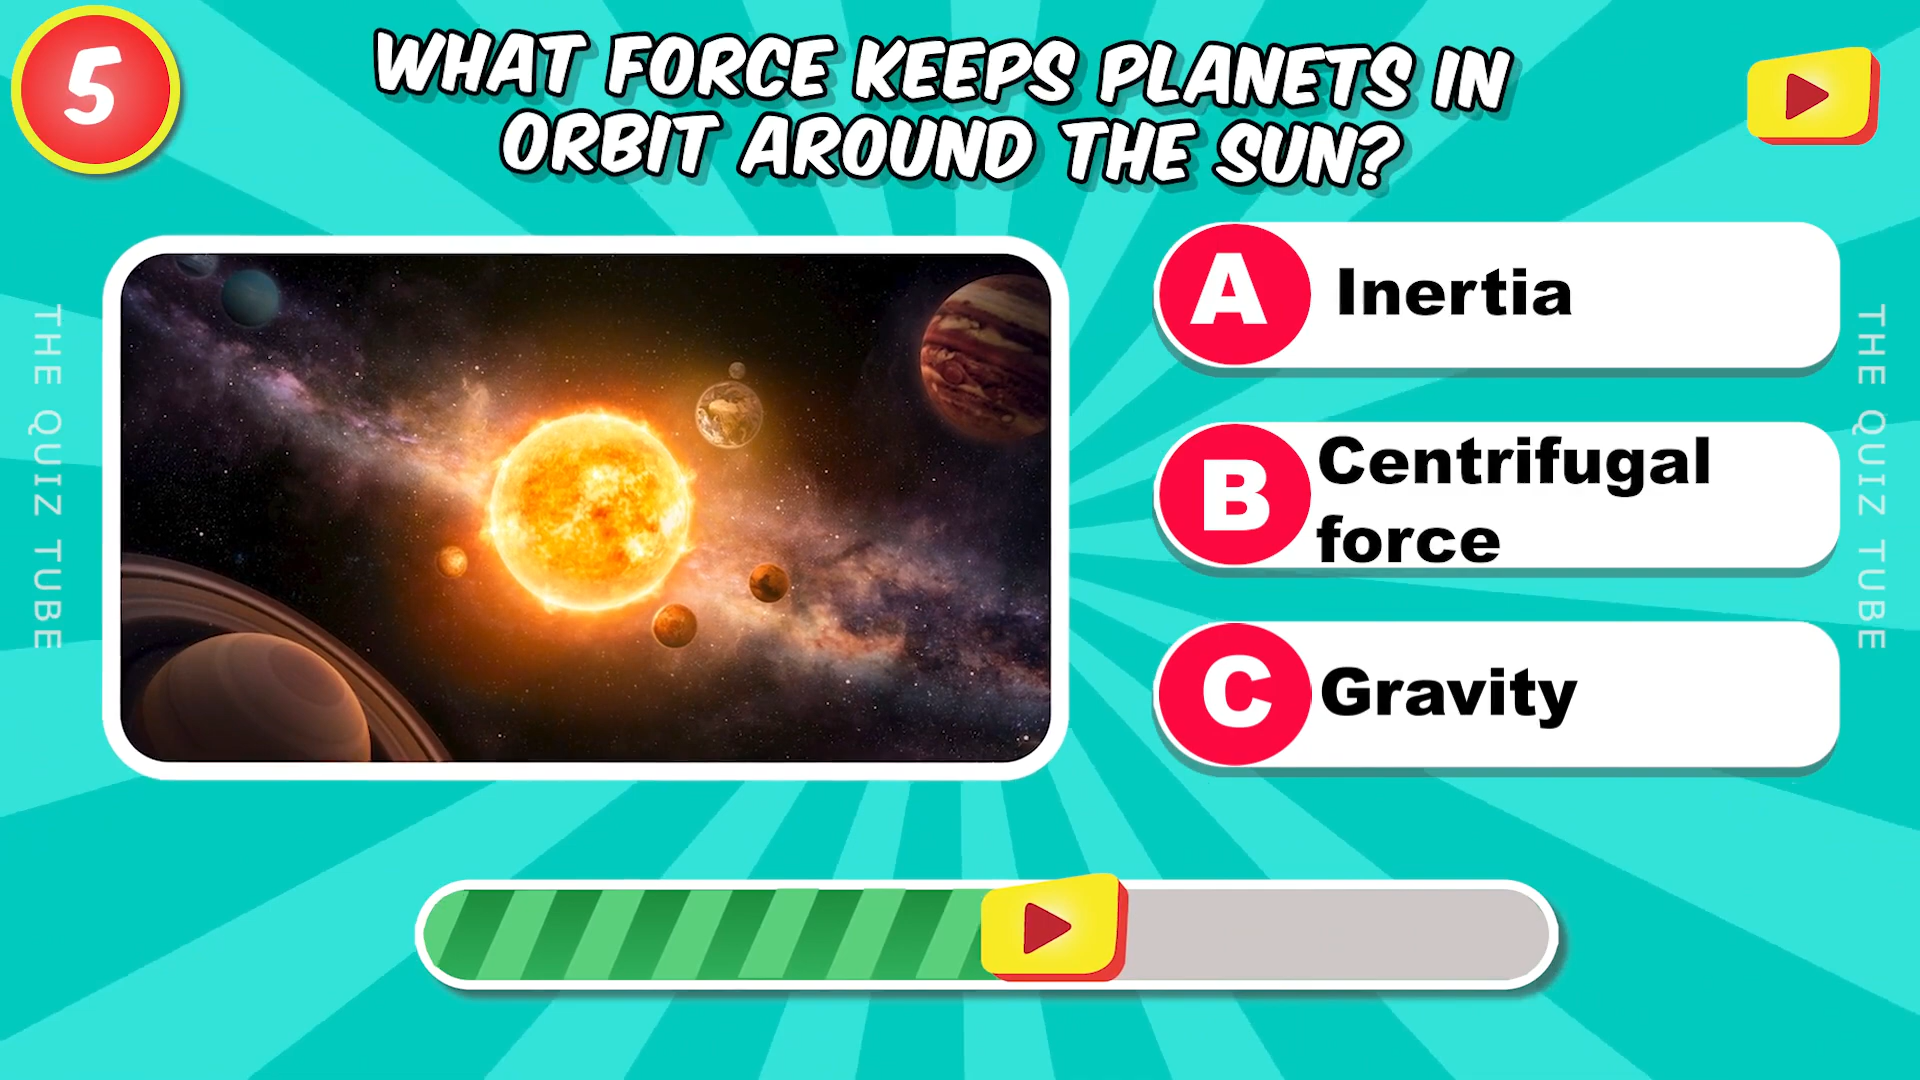 5
WHAT FORCE KEEPS PLANETS IN
ORBIT AROUND THE SUN?
THE QUIZ TUBE
A Inertia
B Centrifugal
force
C Gravity
THE QUIZ TUBE